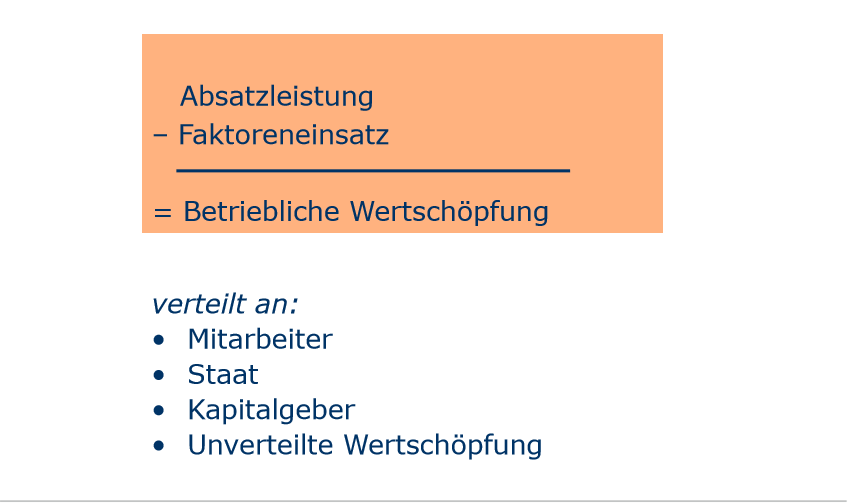 Absatzleistung
– Faktoreneinsatz
= Betriebliche Wertschöpfung
verteilt an:
• Mitarbeiter
• Staat
• Kapitalgeber
• Unverteilte Wertschöpfung